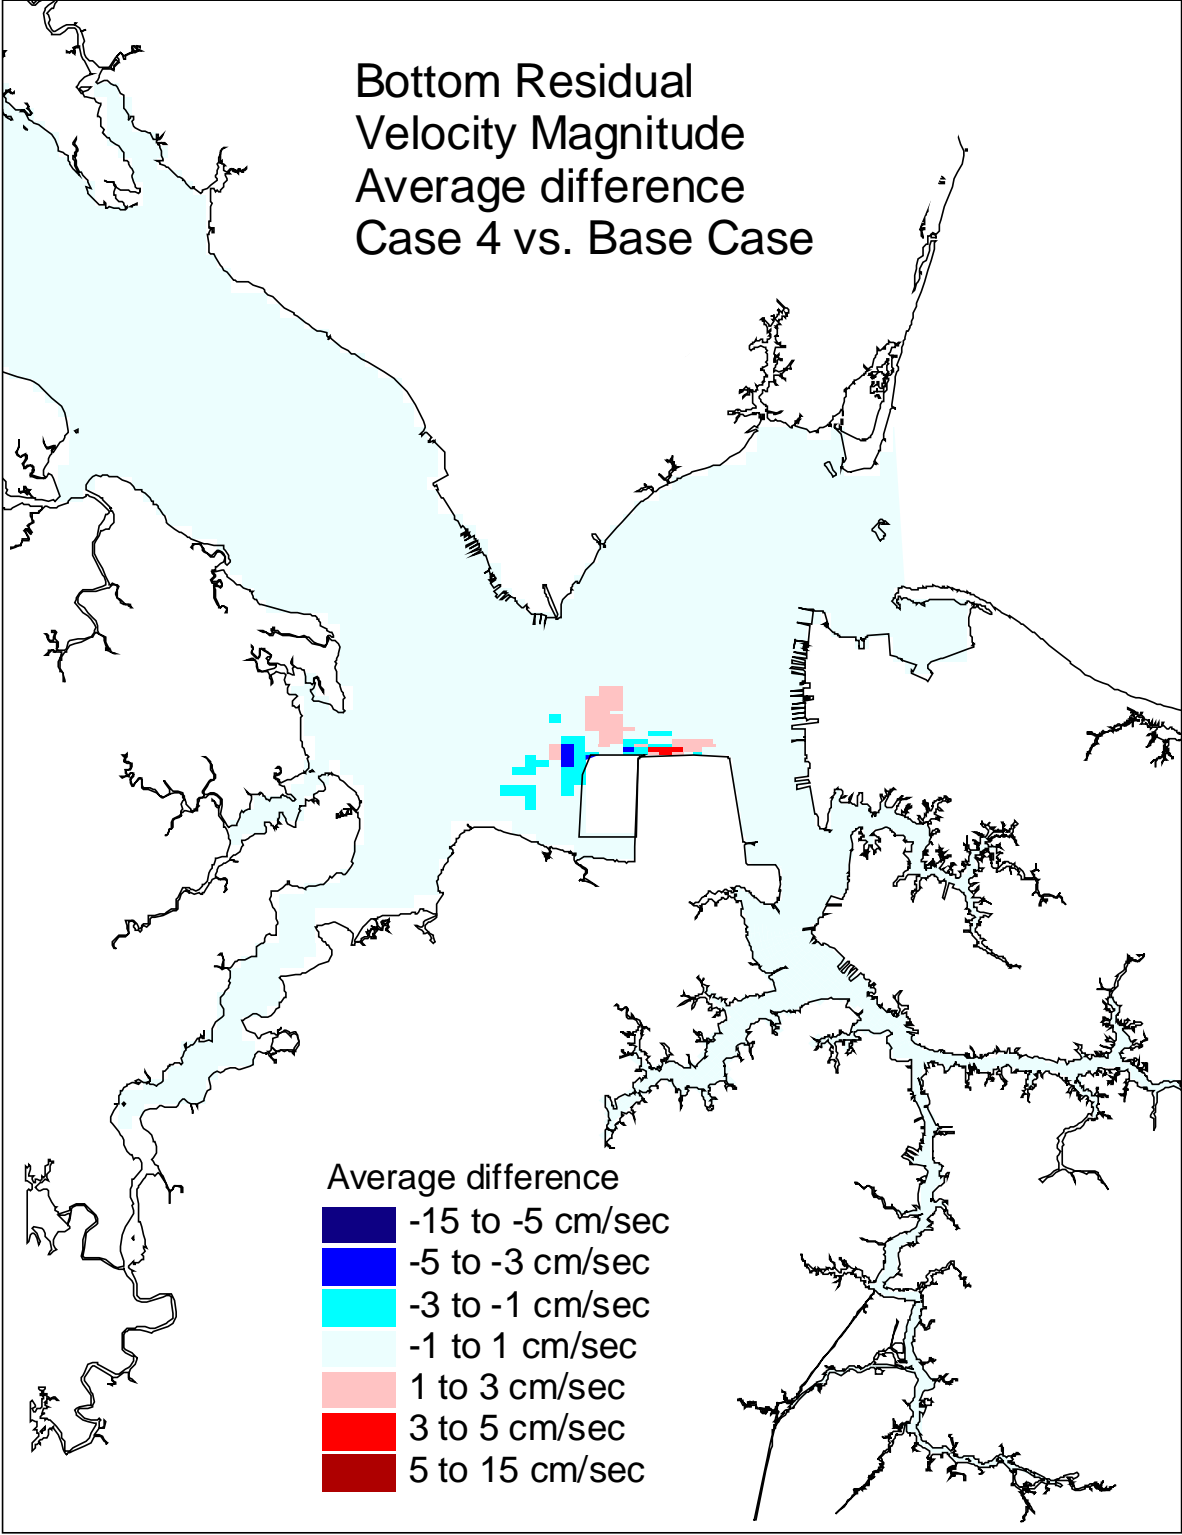 Bottom Residual
Velocity Magnitude
Average difference
Case 4 vs. Base Case
Average difference
-15 to -5 cm/sec
-5 to -3 cm/sec
-3 to -1 cm/sec
-1 to 1 cm/sec
1 to 3 cm/sec
3 to 5 cm/sec
5 to 15 cm/sec